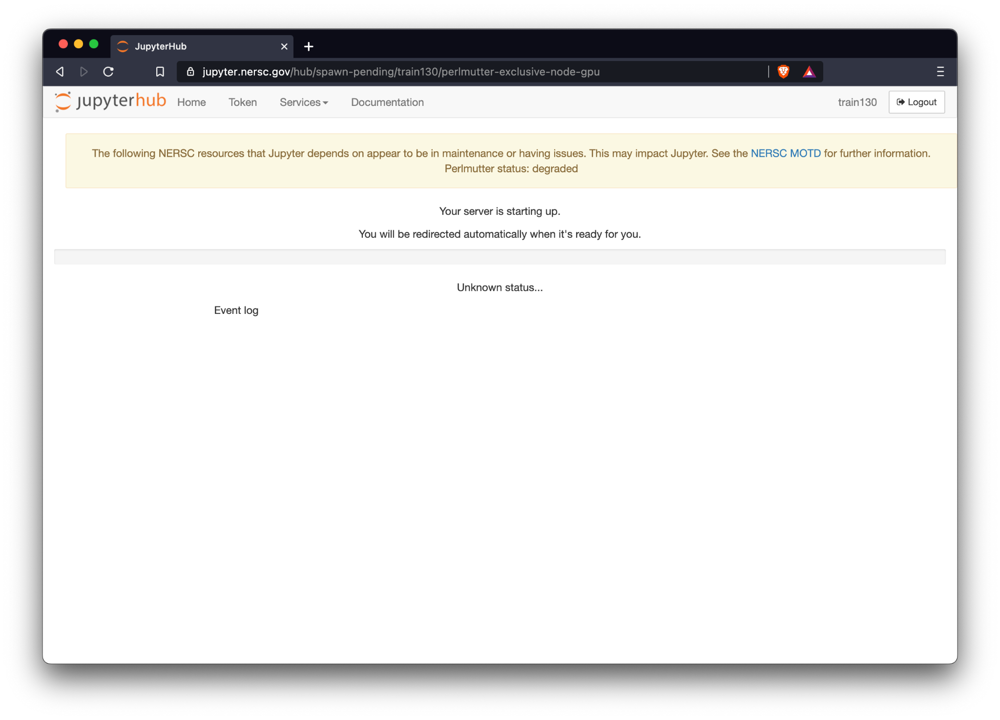 JupyterHub
jupyter.nersc.gov/hub/spawn-pending/train130/perlmutter-exclusive-node-gpu
jupyterhub Home Token Services Documentation train130 Logout
The following NERSC resources that Jupyter depends on appear to be in maintenance or having issues. This may impact Jupyter. See the NERSC MOTD for further information.
Perlmutter status: degraded
Your server is starting up.
You will be redirected automatically when it's ready for you.
Unknown status...
Event log